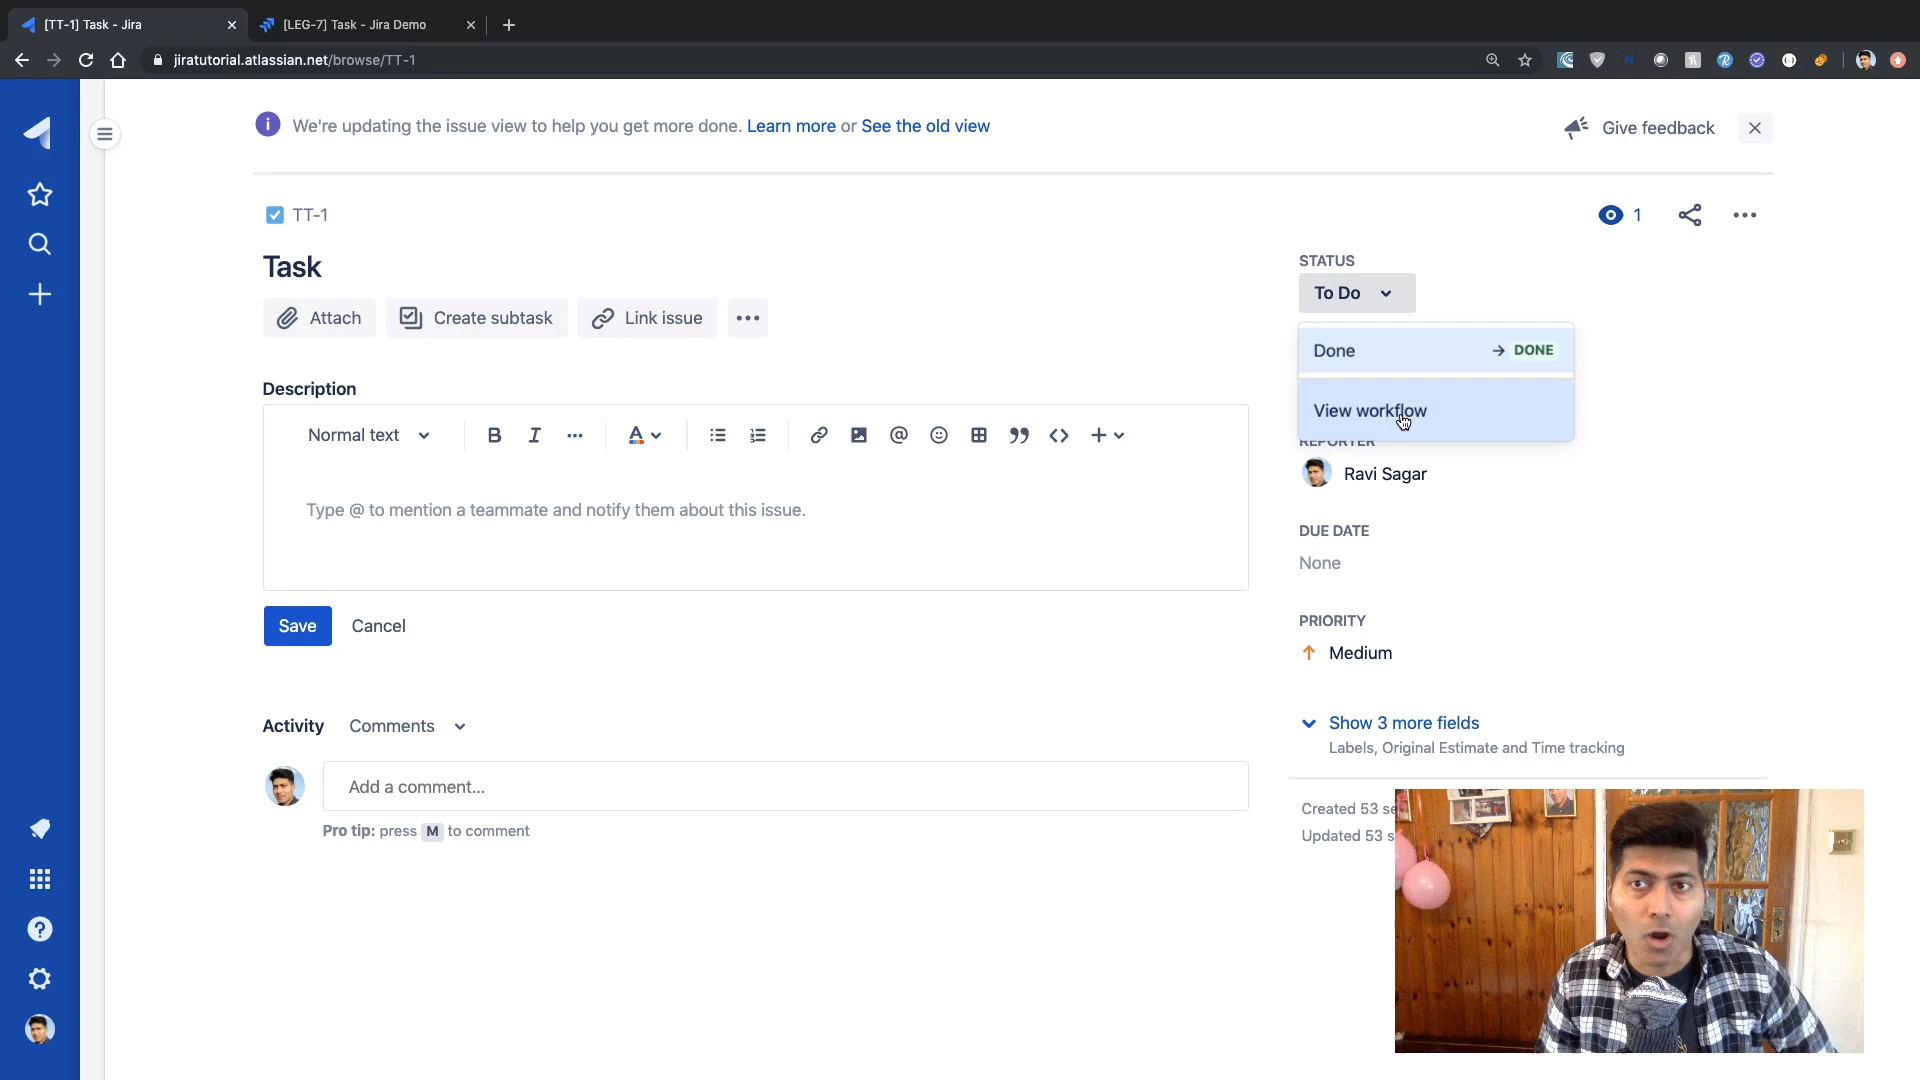 [TT-1] Task - Jira
[LEG-7] Task - Jira Demo
jiratutorial.atlassian.net/browse/TT-1
We're updating the issue view to help you get more done. Learn more or See the old view
Give feedback
TT-1
1
Task
STATUS
To Do
Attach
Create subtask
Link issue
Done
→ DONE
View workflow
Description
Normal text
REPORTER
Ravi Sagar
Type @ to mention a teammate and notify them about this issue.
DUE DATE
None
Save
Cancel
PRIORITY
Medium
Activity
Comments
Show 3 more fields
Labels, Original Estimate and Time tracking
Add a comment...
Pro tip: press M to comment
Created 53 se
Updated 53 s